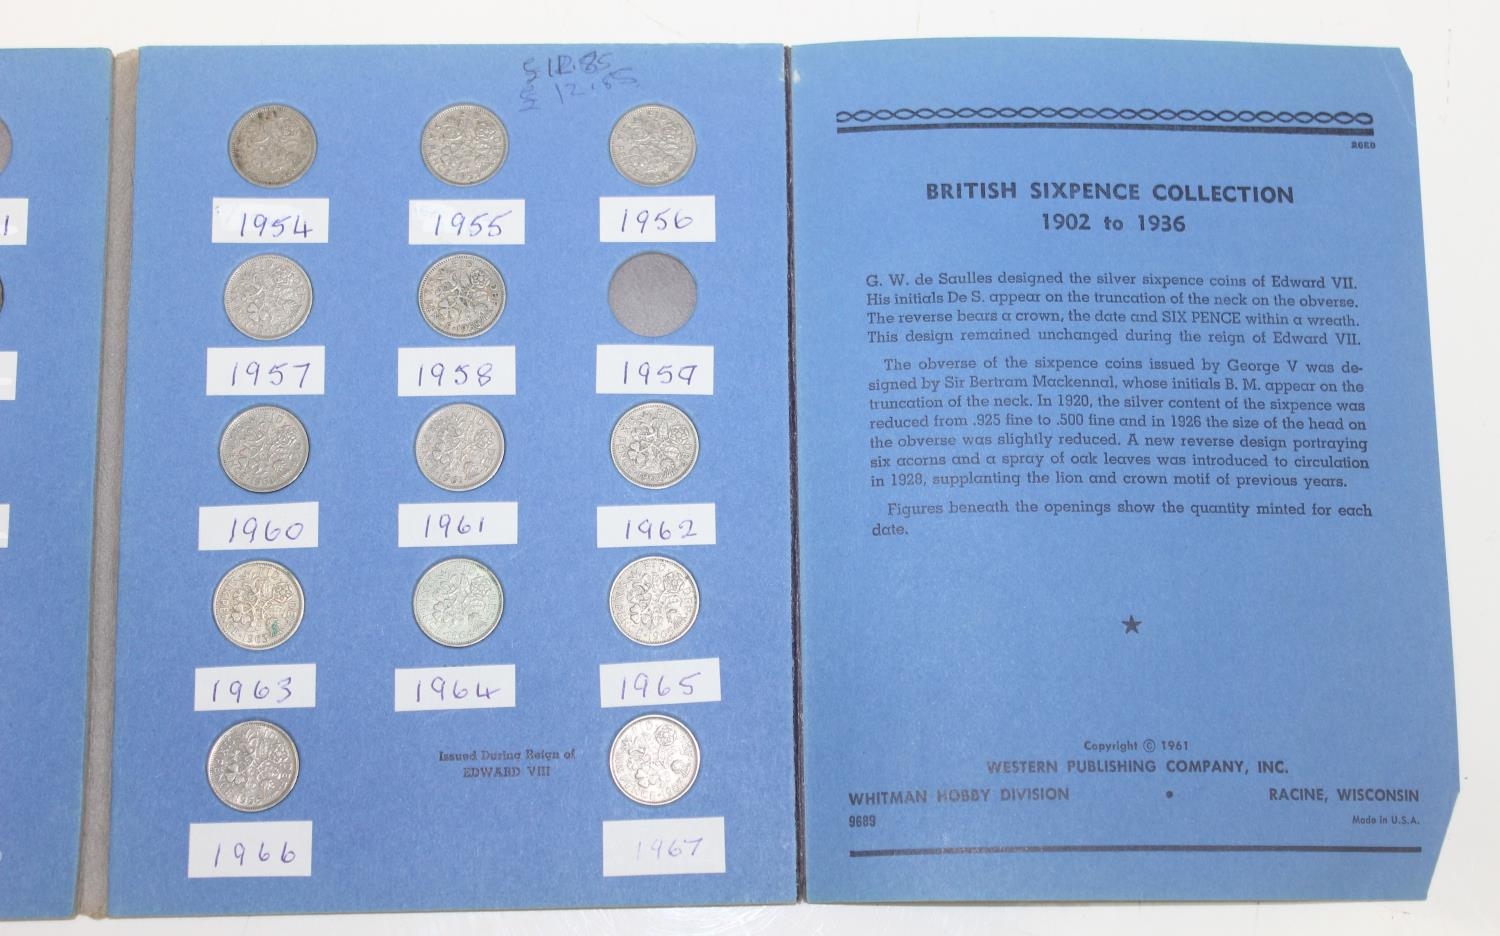 1
$12.85
$12.85
1954 1955 1956
1957 1958 1959
1960 1961 1962
1963 1964 1965
Issued During Reign of
EDWARD VIII
1966 1967
BRITISH SIXPENCE COLLECTION
1902 to 1936
G. W. de Saulles designed the silver sixpence coins of Edward VII.
His initials De S. appear on the truncation of the neck on the obverse.
The reverse bears a crown, the date and SIX PENCE within a wreath.
This design remained unchanged during the reign of Edward VII.
The obverse of the sixpence coins issued by George V was de-
signed by Sir Bertram Mackennal, whose initials B. M. appear on the
truncation of the neck. In 1920, the silver content of the sixpence was
reduced from .925 fine to .500 fine and in 1926 the size of the head on
the obverse was slightly reduced. A new reverse design portraying
six acorns and a spray of oak leaves was introduced to circulation
in 1928, supplanting the lion and crown motif of previous years.
Figures beneath the openings show the quantity minted for each
date.
Copyright © 1961
WESTERN PUBLISHING COMPANY, INC.
WHITMAN HOBBY DIVISION • RACINE, WISCONSIN
9689 Made in U.S.A.